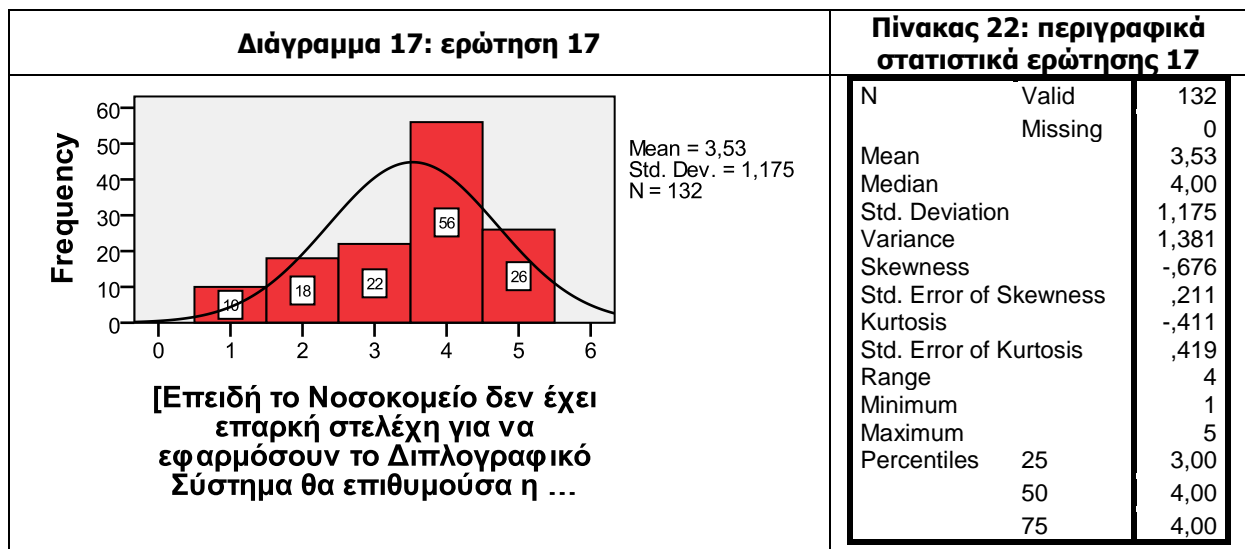 Διάγραμμα 17: ερώτηση 17
Πίνακας 22: περιγραφικά
στατιστικά ερώτησης 17
60
50
40
30
20
10
0
Frequency
10
18
22
56
26
0 1 2 3 4 5 6
Mean = 3,53
Std. Dev. = 1,175
N = 132
[Επειδή το Νοσοκομείο δεν έχει
επαρκή στελέχη για να
εφαρμόσουν το Διπλογραφικό
Σύστημα θα επιθυμούσα η ...
N Valid 132
Missing 0
Mean 3,53
Median 4,00
Std. Deviation 1,175
Variance 1,381
Skewness -,676
Std. Error of Skewness ,211
Kurtosis -,411
Std. Error of Kurtosis ,419
Range 4
Minimum 1
Maximum 5
Percentiles 25 3,00
50 4,00
75 4,00